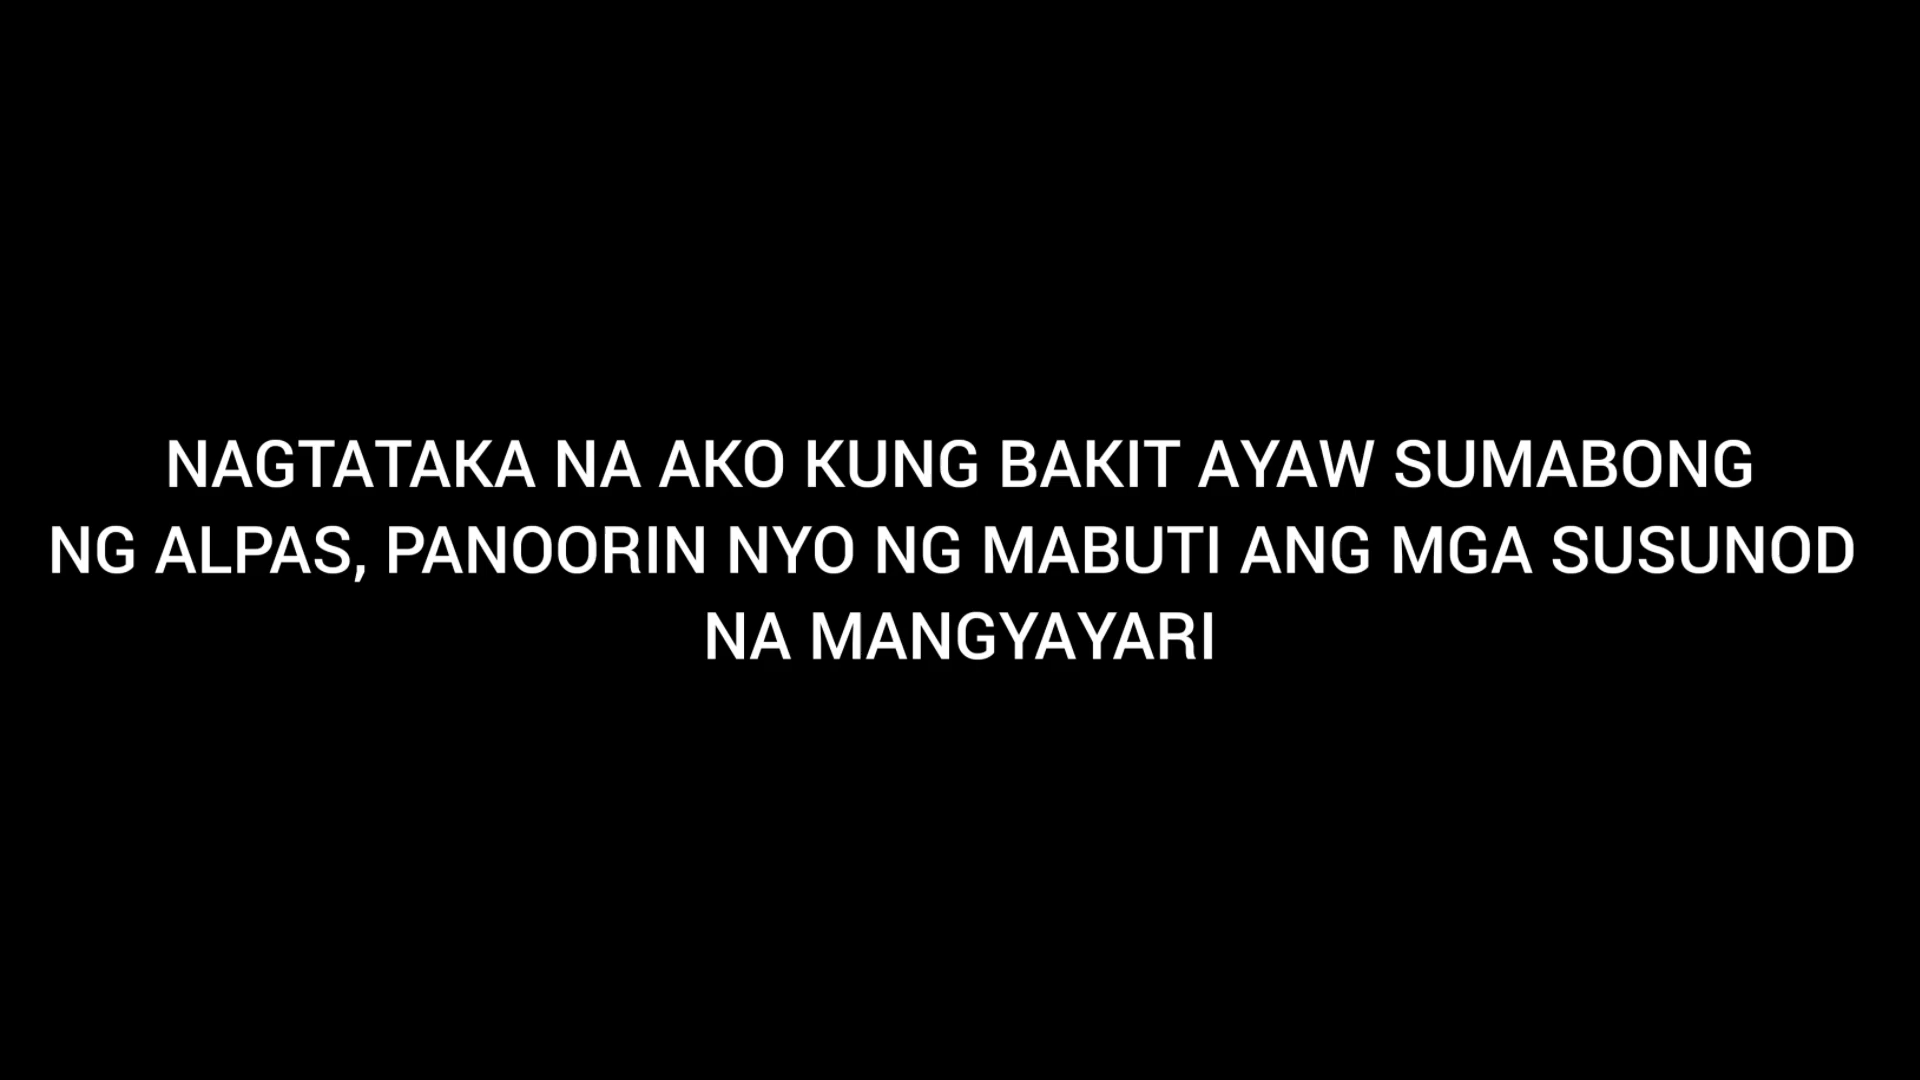 NAGTATAKA NA AKO KUNG BAKIT AYAW SUMABONG
NG ALPAS, PANOORIN NYO NG MABUTI ANG MGA SUSUNOD
NA MANGYAYARI